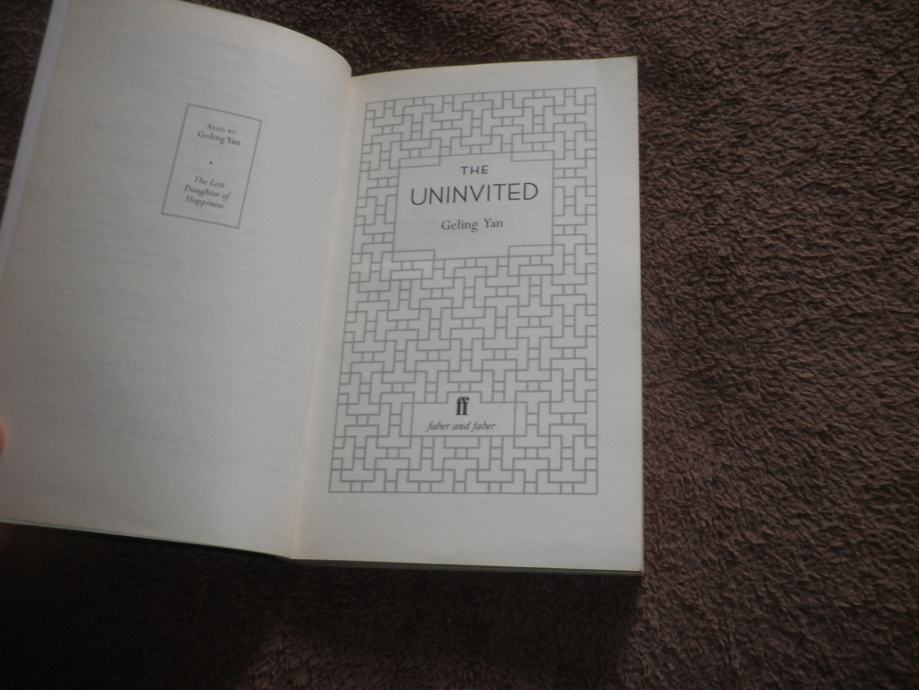 ALSO BY
Geling Yan
The Lost
Daughter of
Happiness
THE
UNINVITED
Geling Yan
ff
faber and faber